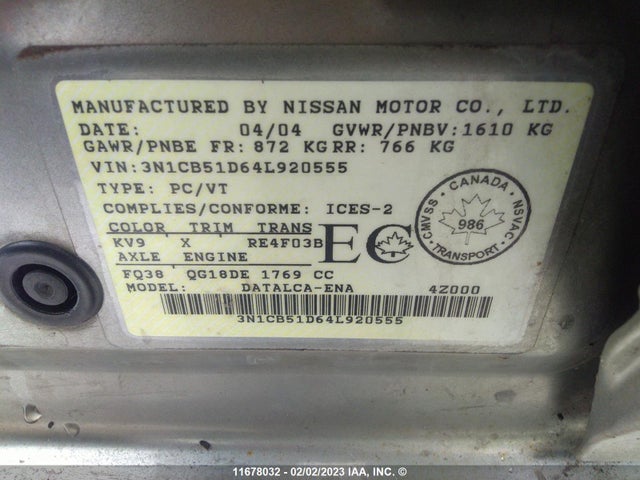 MANUFACTURED BY NISSAN MOTOR CO., LTD.
DATE: 04/04 GVWR/PNBV:1610 KG
GAWR/PNBE FR: 872 KG RR: 766 KG
VIN:3N1CB51D64L920555
TYPE: PC/VT
COMPLIES/CONFORME: ICES-2
COLOR TRIM TRANS
KV9 X RE4F03B
AXLE ENGINE
FQ38 QG18DE 1769 CC
MODEL: DATALCA-ENA 4Z000
3N1CB51D64L920555
EC
CANADA
CMVSS
NSVAC
986
TRANSPORT
11678032 - 02/02/2023 IAA, INC. ©